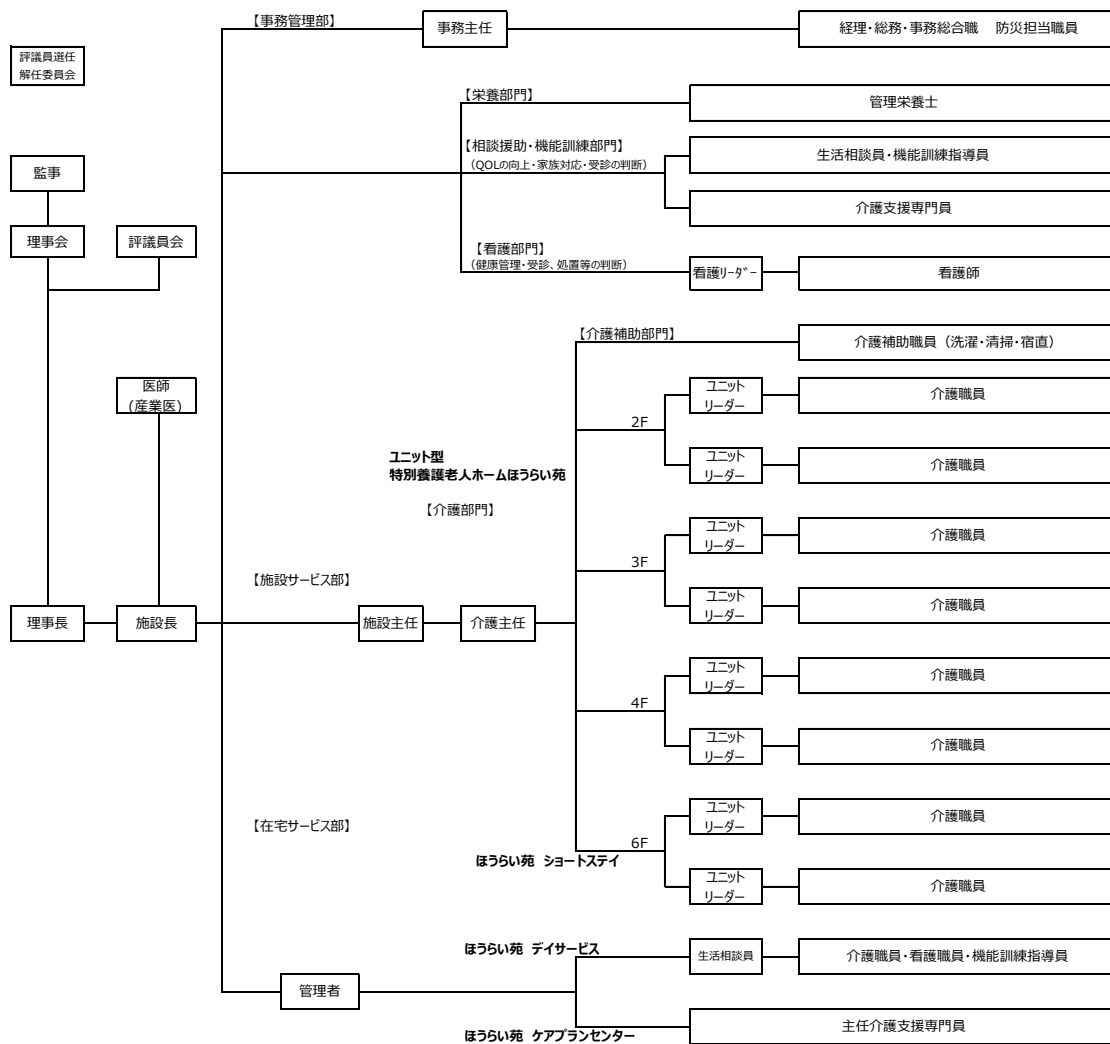 【事務管理部】
事務主任
経理・総務・事務総合職　防災担当職員
評議員選任
解任委員会
【栄養部門】
管理栄養士
【相談援助・機能訓練部門】
（QOLの向上・家族対応・受診の判断）
生活相談員・機能訓練指導員
監事
介護支援専門員
理事会
評議員会
【看護部門】
（健康管理・受診、処置等の判断）
看護ﾘｰﾀﾞｰ
看護師
【介護補助部門】
介護補助職員（洗濯・清掃・宿直）
医師
(産業医)
ユニット
リーダー
介護職員
2F
ユニット
リーダー
介護職員
ユニット型
特別養護老人ホームほうらい苑
【介護部門】
ユニット
リーダー
介護職員
3F
【施設サービス部】
ユニット
リーダー
介護職員
理事長
施設長
施設主任
介護主任
ユニット
リーダー
介護職員
4F
ユニット
リーダー
介護職員
【在宅サービス部】
ユニット
リーダー
介護職員
6F
ほうらい苑 ショートステイ
ユニット
リーダー
介護職員
ほうらい苑 デイサービス
生活相談員
介護職員・看護職員・機能訓練指導員
管理者
ほうらい苑 ケアプランセンター
主任介護支援専門員